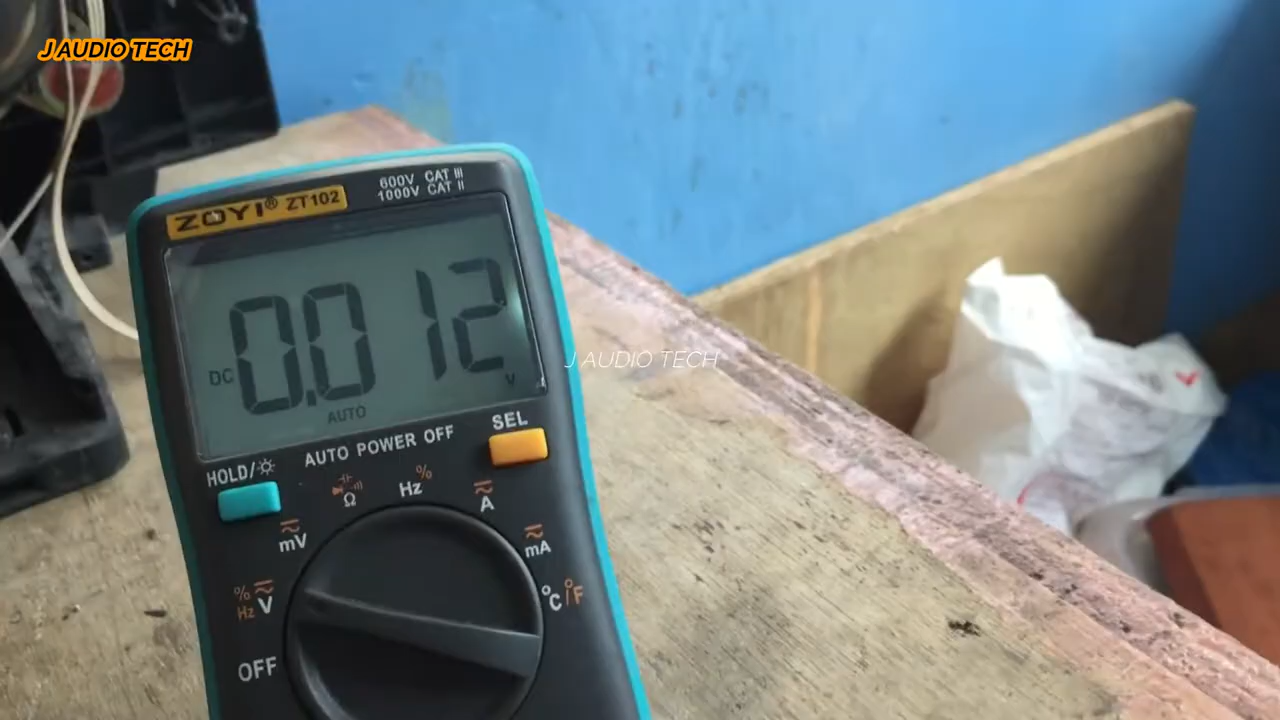 J AUDIO TECH
600V CAT III
1000V CAT II
ZOYI® ZT102
0.012
DC
V
AUTO
J AUDIO TECH
SEL
AUTO POWER OFF
HOLD/
Ω
Hz %
A
mV
mA
% Hz V
°C/°F
OFF